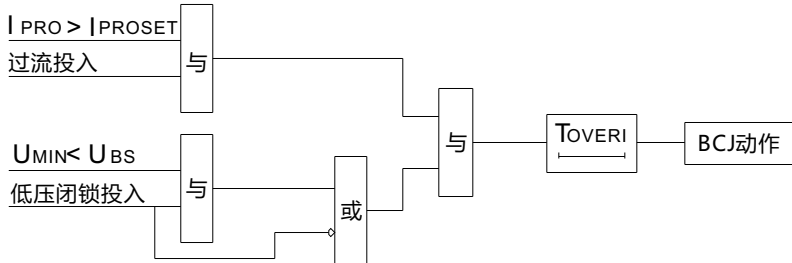 I PRO > I PROSET
过流投入
与
UMIN< U BS
低压闭锁投入
与
或
与
TOVERI
BCJ动作